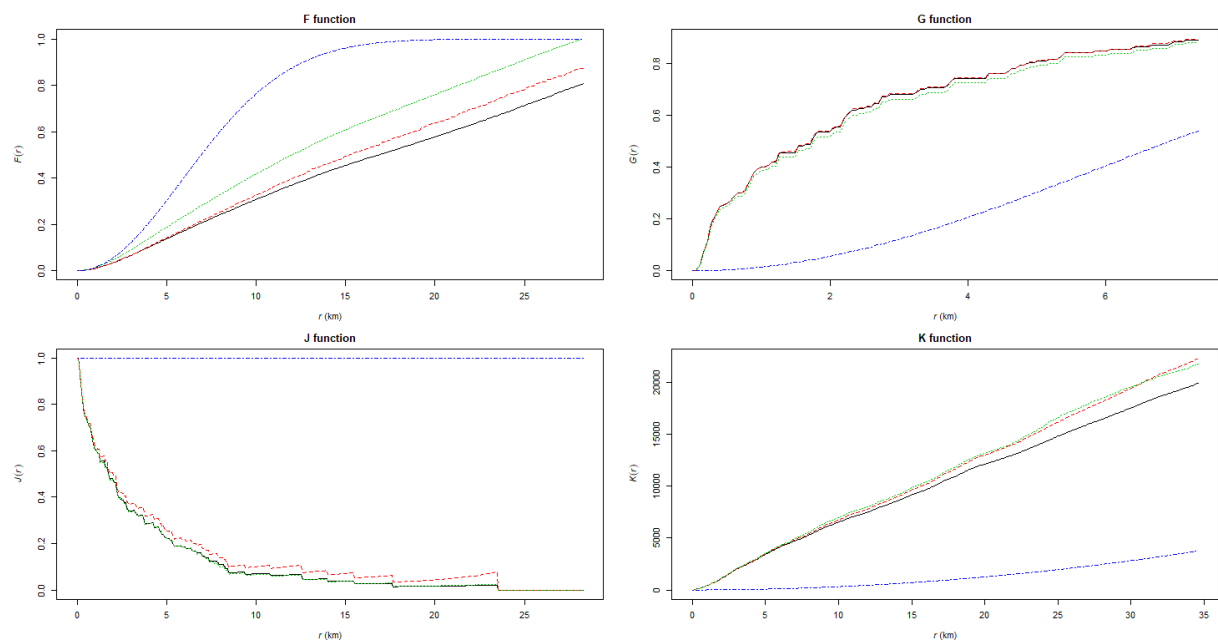 F function
F(r)
1.0
0.8
0.6
0.4
0.2
0.0
0 5 10 15 20 25
r (km)
G function
G(r)
0.8
0.6
0.4
0.2
0.0
0 2 4 6
r (km)
J function
J(r)
1.0
0.8
0.6
0.4
0.2
0.0
0 5 10 15 20 25
r (km)
K function
K(r)
20000
15000
10000
5000
0
0 5 10 15 20 25 30 35
r (km)